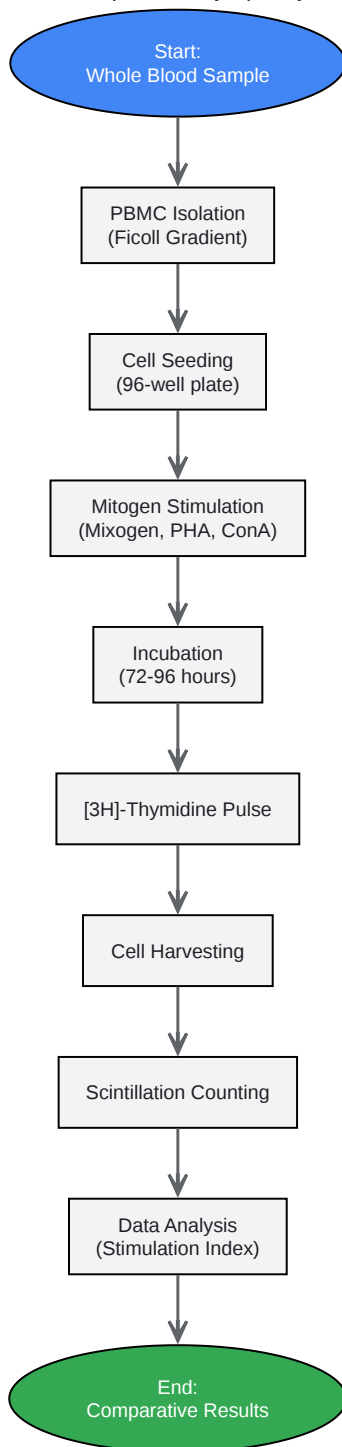 Start:
Whole Blood Sample
PBMC Isolation
(Ficoll Gradient)
Cell Seeding
(96-well plate)
Mitogen Stimulation
(Mixogen, PHA, ConA)
Incubation
(72-96 hours)
[3H]-Thymidine Pulse
Cell Harvesting
Scintillation Counting
Data Analysis
(Stimulation Index)
End:
Comparative Results